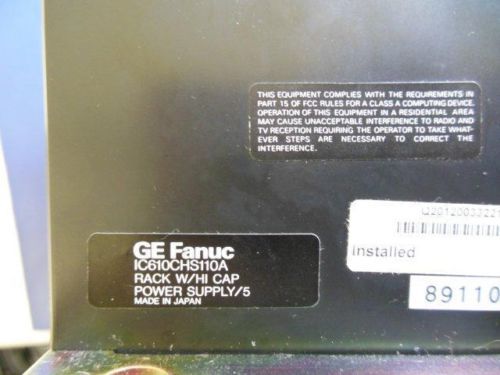 THIS EQUIPMENT COMPLIES WITH THE REQUIREMENTS IN
PART 15 OF FCC RULES FOR A CLASS A COMPUTING DEVICE.
OPERATION OF THIS EQUIPMENT IN A RESIDENTIAL AREA
MAY CAUSE UNACCEPTABLE INTERFERENCE TO RADIO AND
TV RECEPTION REQUIRING THE OPERATOR TO TAKE WHAT-
EVER STEPS ARE NECESSARY TO CORRECT THE
INTERFERENCE.
Installed
89110
GE Fanuc
IC610CHS110A
RACK W/HI CAP
POWER SUPPLY/5
MADE IN JAPAN